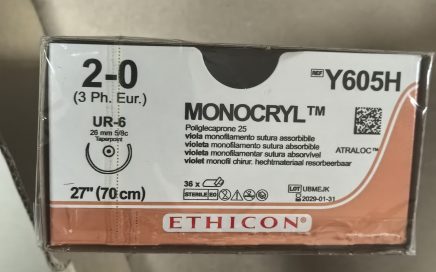 2-0
(3 Ph. Eur.)
UR-6
26 mm 5/8c
Taperpoint
27" (70 cm)
MONOCRYL™
Poliglecaprone 25
viola monofilamento sutura assorbibile
violeta monofilamento sutura absorbible
violeta monofilamentar sutura absorvível
violet monofil chirur. hechtmateriaal resorbeerbaar
36 x
STERILE EO
ETHICON®
REF Y605H
ATRALOC™
LOT UBMEJK
2029-01-31